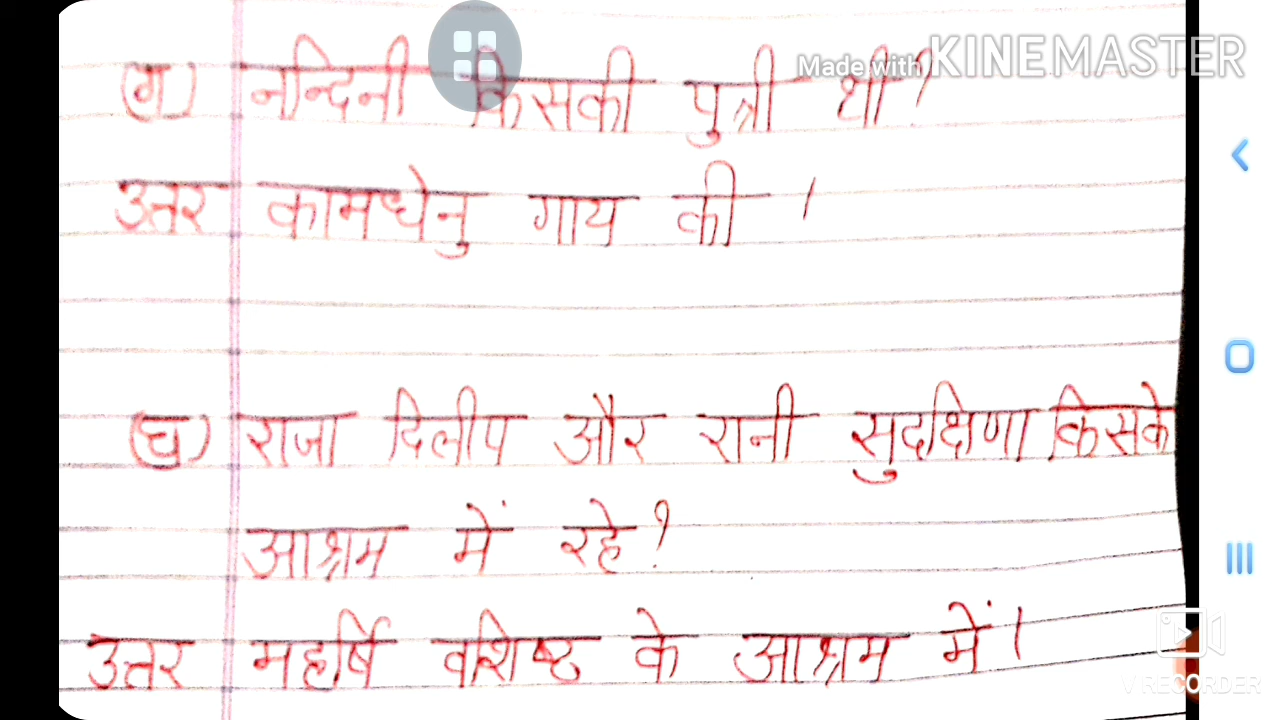 Made with KINEMASTER
(ग) नन्दिनी किसकी पुत्री थी?
उत्तर कामधेनु गाय की ।
(घ) राजा दिलीप और रानी सुदक्षिणा किसके
आश्रम में रहे?
उत्तर महर्षि वशिष्ठ के आश्रम में।
V RECORDER